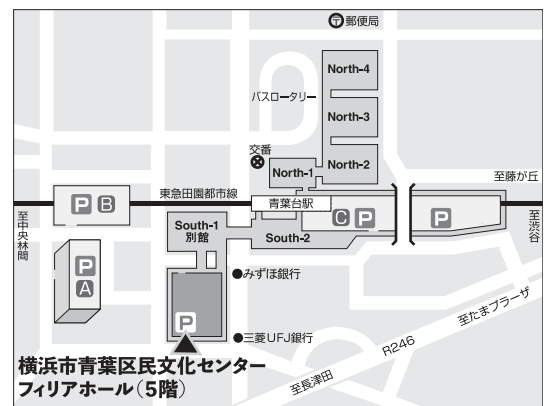 〒郵便局
North-4
バスロータリー
North-3
交番
North-2
North-1
東急田園都市線
至藤が丘
P B
青葉台駅
C P
P
至中央林間
至渋谷
South-1
別館
South-2
P
A
●みずほ銀行
P
●三菱UFJ銀行
至たまプラーザ
R246
至長津田
横浜市青葉区民文化センター
フィリアホール(5階)